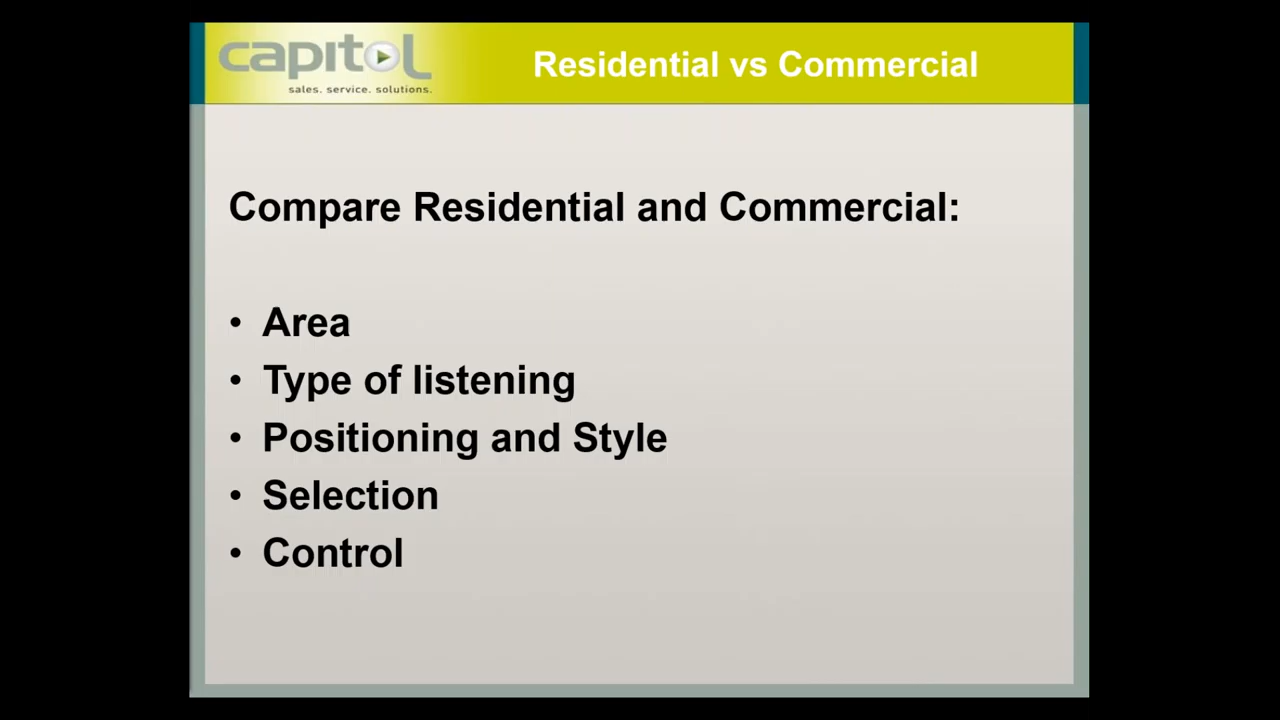 capitol
sales. service. solutions.
Residential vs Commercial
Compare Residential and Commercial:
• Area
• Type of listening
• Positioning and Style
• Selection
• Control